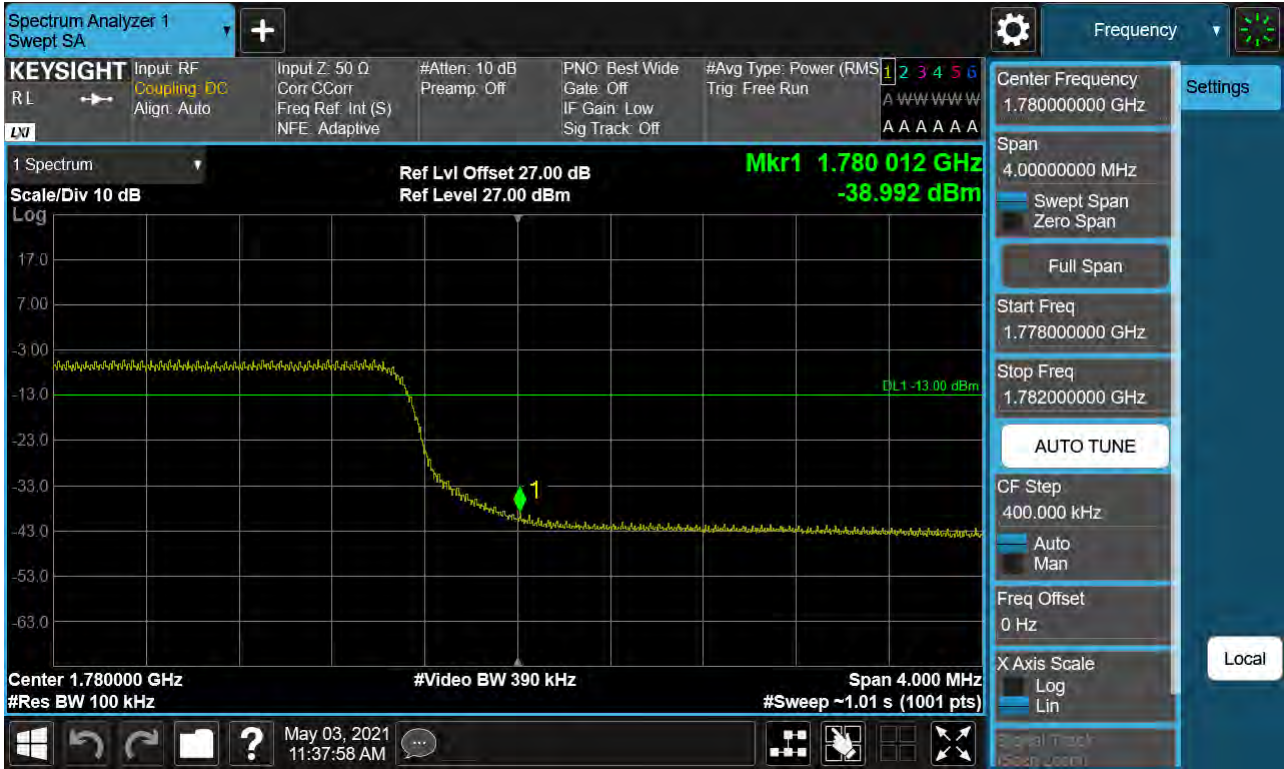 Spectrum Analyzer 1
Swept SA
+
Frequency
KEYSIGHT
RL
LXI
Input: RF
Coupling: DC
Align: Auto
Input Z: 50 Ω
Corr CCorr
Freq Ref: Int (S)
NFE: Adaptive
#Atten: 10 dB
Preamp: Off
PNO: Best Wide
Gate: Off
IF Gain: Low
Sig Track: Off
#Avg Type: Power (RMS
Trig: Free Run
1 2 3 4 5 6
A W W W W W
A A A A A A
1 Spectrum
Scale/Div 10 dB
Ref Lvl Offset 27.00 dB
Ref Level 27.00 dBm
Mkr1 1.780 012 GHz
-38.992 dBm
Log
17.0
7.00
-3.00
-13.0
-23.0
-33.0
-43.0
-53.0
-63.0
DL1 -13.00 dBm
1
Center 1.780000 GHz
#Res BW 100 kHz
#Video BW 390 kHz
Span 4.000 MHz
#Sweep ~1.01 s (1001 pts)
Center Frequency
1.780000000 GHz
Span
4.00000000 MHz
Swept Span
Zero Span
Full Span
Start Freq
1.778000000 GHz
Stop Freq
1.782000000 GHz
AUTO TUNE
CF Step
400.000 kHz
Auto
Man
Freq Offset
0 Hz
X Axis Scale
Log
Lin
Signal Track
(Span Zoom)
Settings
Local
?
May 03, 2021
11:37:58 AM